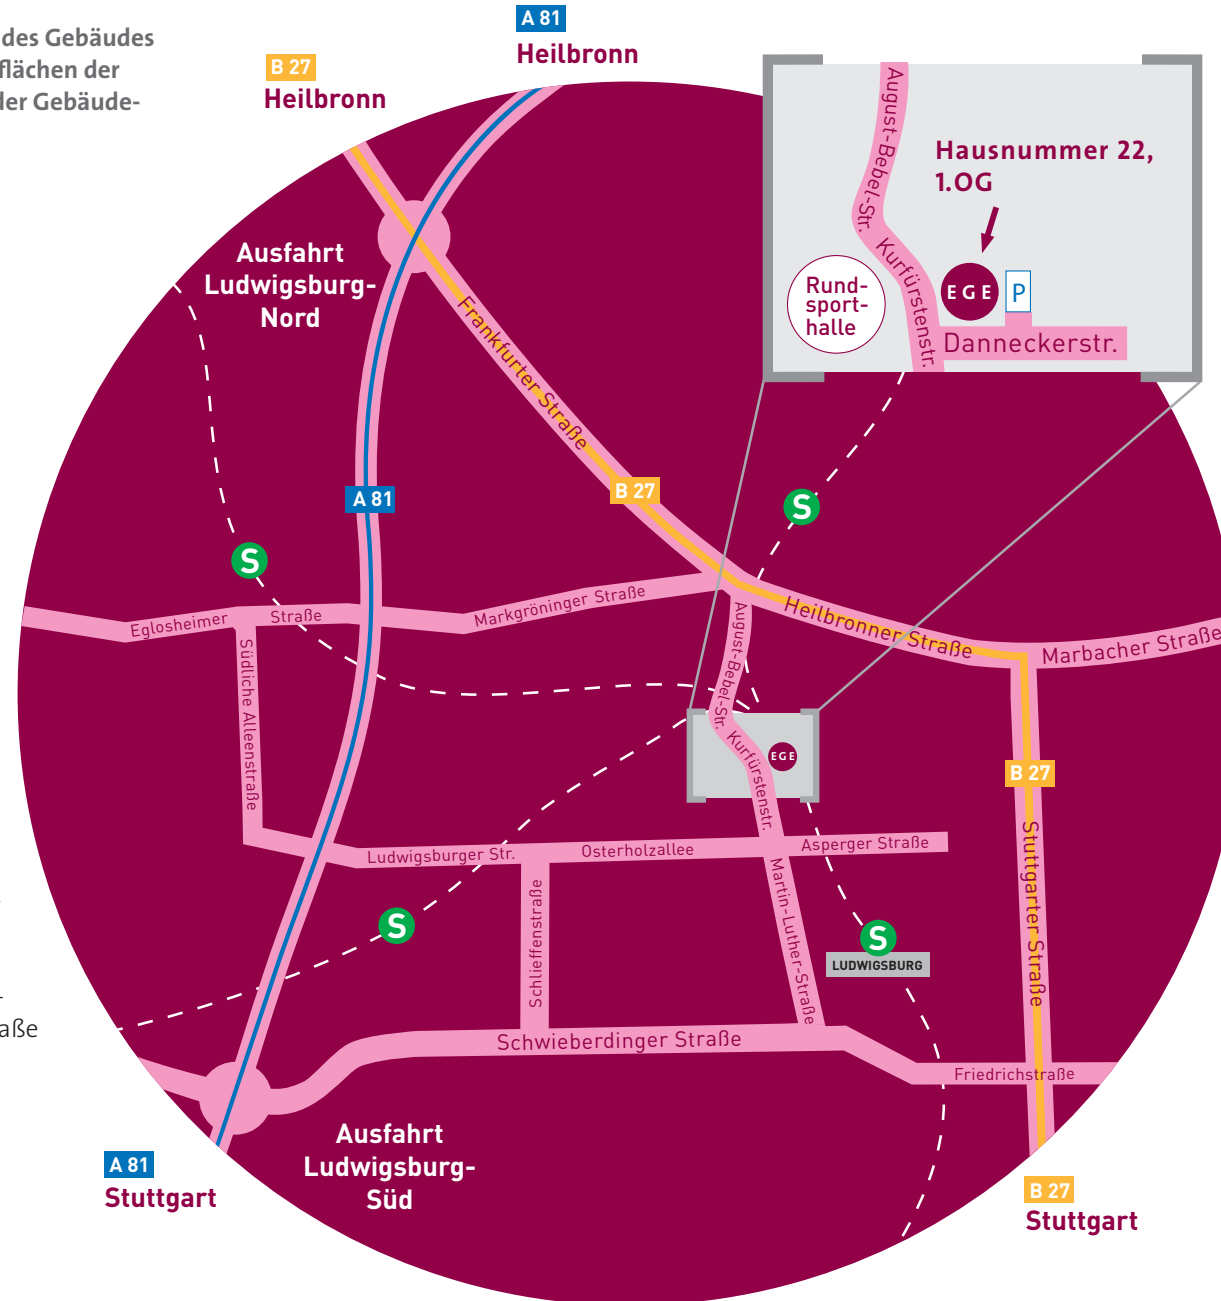 des Gebäudes
flächen der
der Gebäude-
A 81
Heilbronn
B 27
Heilbronn
August-Bebel-Str.
Hausnummer 22,
1.OG
Kurfürstenstr.
Rund-
sport-
halle
EGE
P
Danneckerstr.
Ausfahrt
Ludwigsburg-
Nord
Frankfurter Straße
A 81
B 27
S
S
Eglosheimer Straße
Markgröninger Straße
August-Bebel-Str.
Heilbronner Straße
Marbacher Straße
Südliche Alleenstraße
Kurfürstenstr.
EGE
B 27
Ludwigsburger Str.
Osterholzallee
Asperger Straße
Stuttgarter Straße
Schlieffenstraße
Martin-Luther-Straße
S
S
LUDWIGSBURG
aße
Schwieberdinger Straße
Friedrichstraße
Ausfahrt
Ludwigsburg-
Süd
A 81
Stuttgart
B 27
Stuttgart